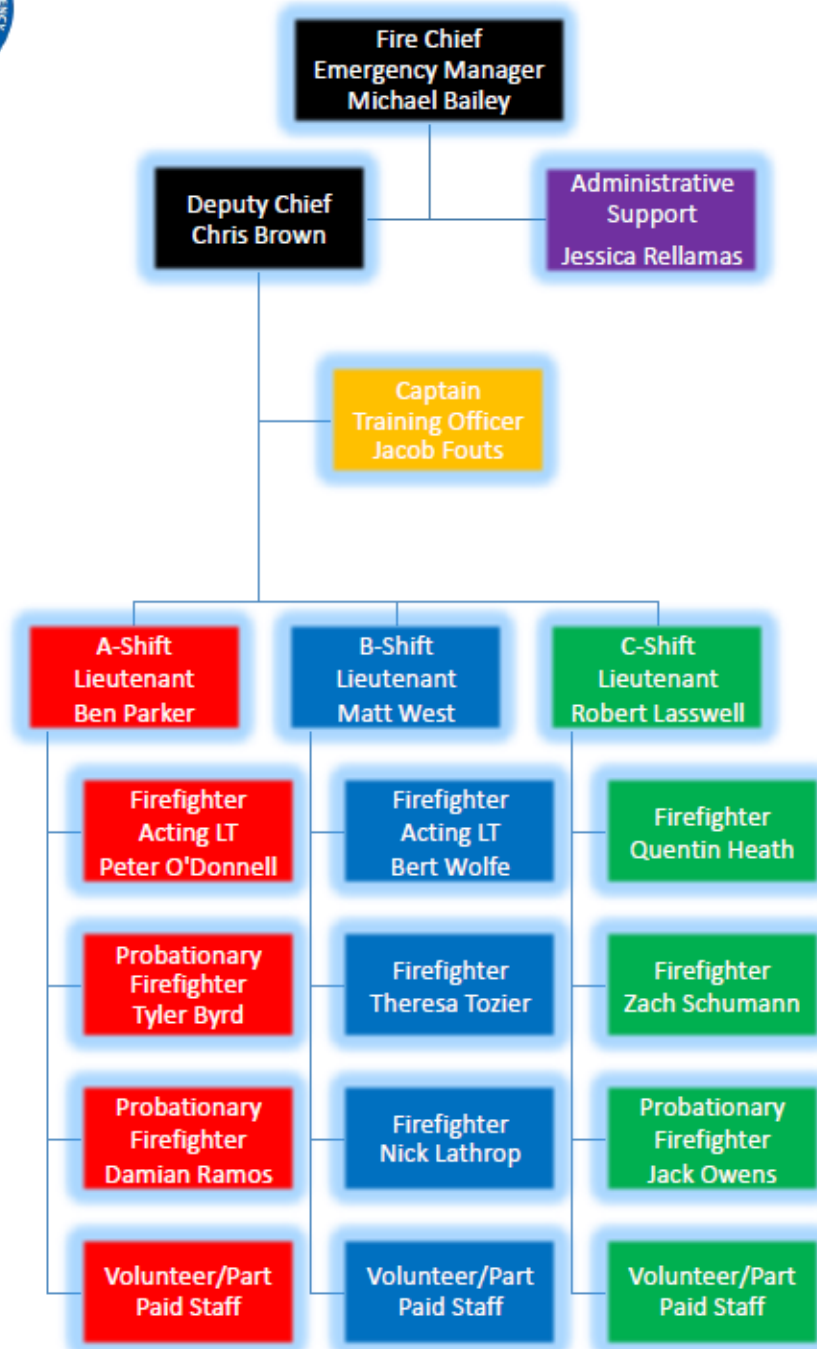 ENCY
Fire Chief
Emergency Manager
Michael Bailey
Deputy Chief
Chris Brown
Administrative
Support
Jessica Rellamas
Captain
Training Officer
Jacob Fouts
A-Shift
Lieutenant
Ben Parker
B-Shift
Lieutenant
Matt West
C-Shift
Lieutenant
Robert Lasswell
Firefighter
Acting LT
Peter O'Donnell
Firefighter
Acting LT
Bert Wolfe
Firefighter
Quentin Heath
Probationary
Firefighter
Tyler Byrd
Firefighter
Theresa Tozier
Firefighter
Zach Schumann
Probationary
Firefighter
Damian Ramos
Firefighter
Nick Lathrop
Probationary
Firefighter
Jack Owens
Volunteer/Part
Paid Staff
Volunteer/Part
Paid Staff
Volunteer/Part
Paid Staff